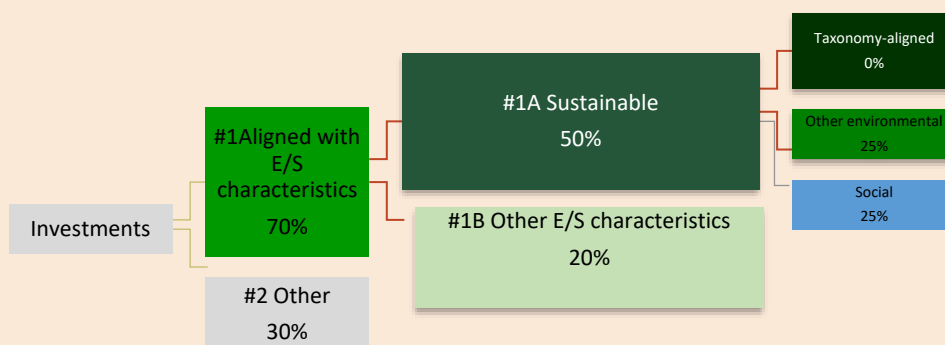 Investments
#1Aligned with
E/S
characteristics
70%
#2 Other
30%
#1A Sustainable
50%
#1B Other E/S characteristics
20%
Taxonomy-aligned
0%
Other environmental
25%
Social
25%